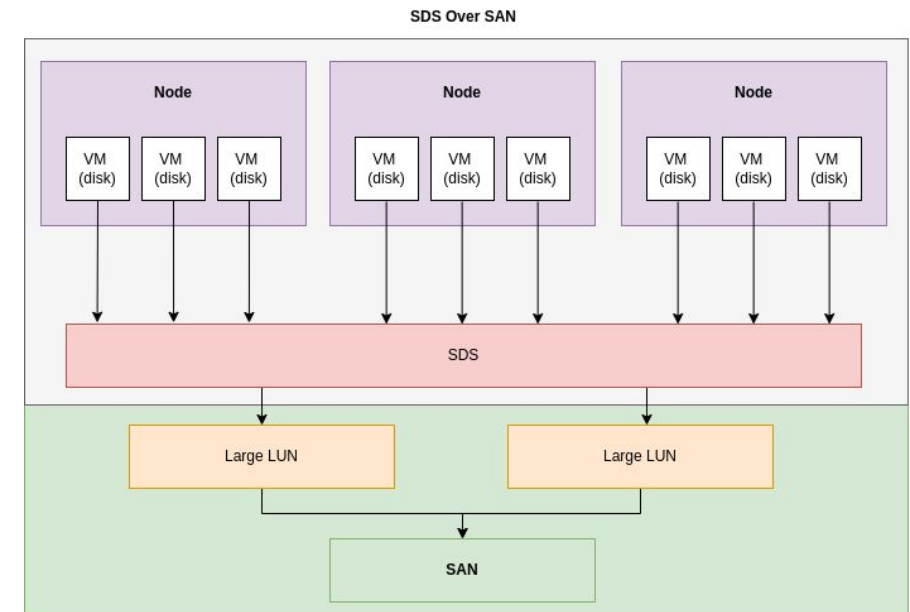 SDS Over SAN
Node
Node
Node
VM
(disk)
VM
(disk)
VM
(disk)
VM
(disk)
VM
(disk)
VM
(disk)
VM
(disk)
VM
(disk)
VM
(disk)
SDS
Large LUN
Large LUN
SAN